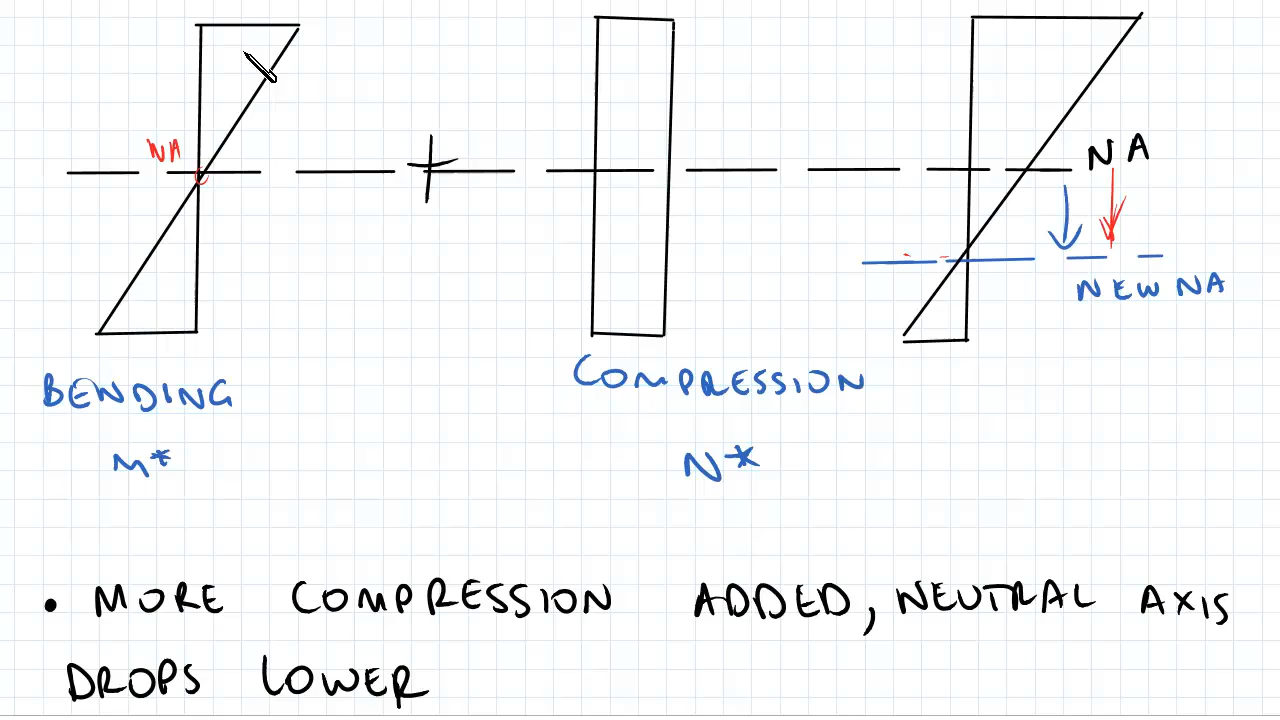 NA
NA
NEW NA
BENDING
M*
COMPRESSION
N*
• MORE COMPRESSION ADDED, NEUTRAL AXIS
DROPS LOWER